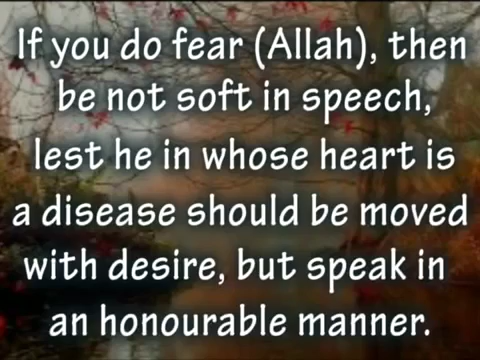 If you do fear (Allah), then
be not soft in speech,
lest he in whose heart is
a disease should be moved
with desire, but speak in
an honourable manner.